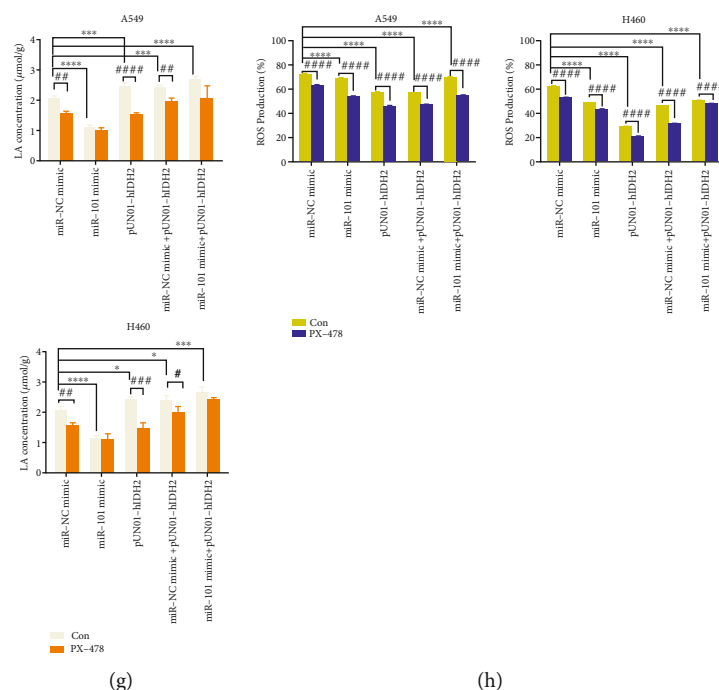 A549
****
***
***
****
##
####
##
LA concentration (μmol/g)
4
3
2
1
0
miR–NC mimic
miR–101 mimic
pUN01–hIDH2
miR–NC mimic +pUN01–hIDH2
miR–101 mimic+pUN01–hIDH2
A549
****
****
****
****
####
####
####
####
####
ROS Production (%)
100
80
60
40
20
0
miR–NC mimic
miR–101 mimic
pUN01–hIDH2
miR–NC mimic +pUN01–hIDH2
miR–101 mimic+pUN01–hIDH2
H460
****
****
****
****
####
####
####
####
####
ROS Production (%)
100
80
60
40
20
0
miR–NC mimic
miR–101 mimic
pUN01–hIDH2
miR–NC mimic +pUN01–hIDH2
miR–101 mimic+pUN01–hIDH2
Con
PX–478
H460
***
*
*
****
##
###
#
LA concentration (μmol/g)
4
3
2
1
0
miR–NC mimic
miR–101 mimic
pUN01–hIDH2
miR–NC mimic +pUN01–hIDH2
miR–101 mimic+pUN01–hIDH2
Con
PX–478
(g)
(h)